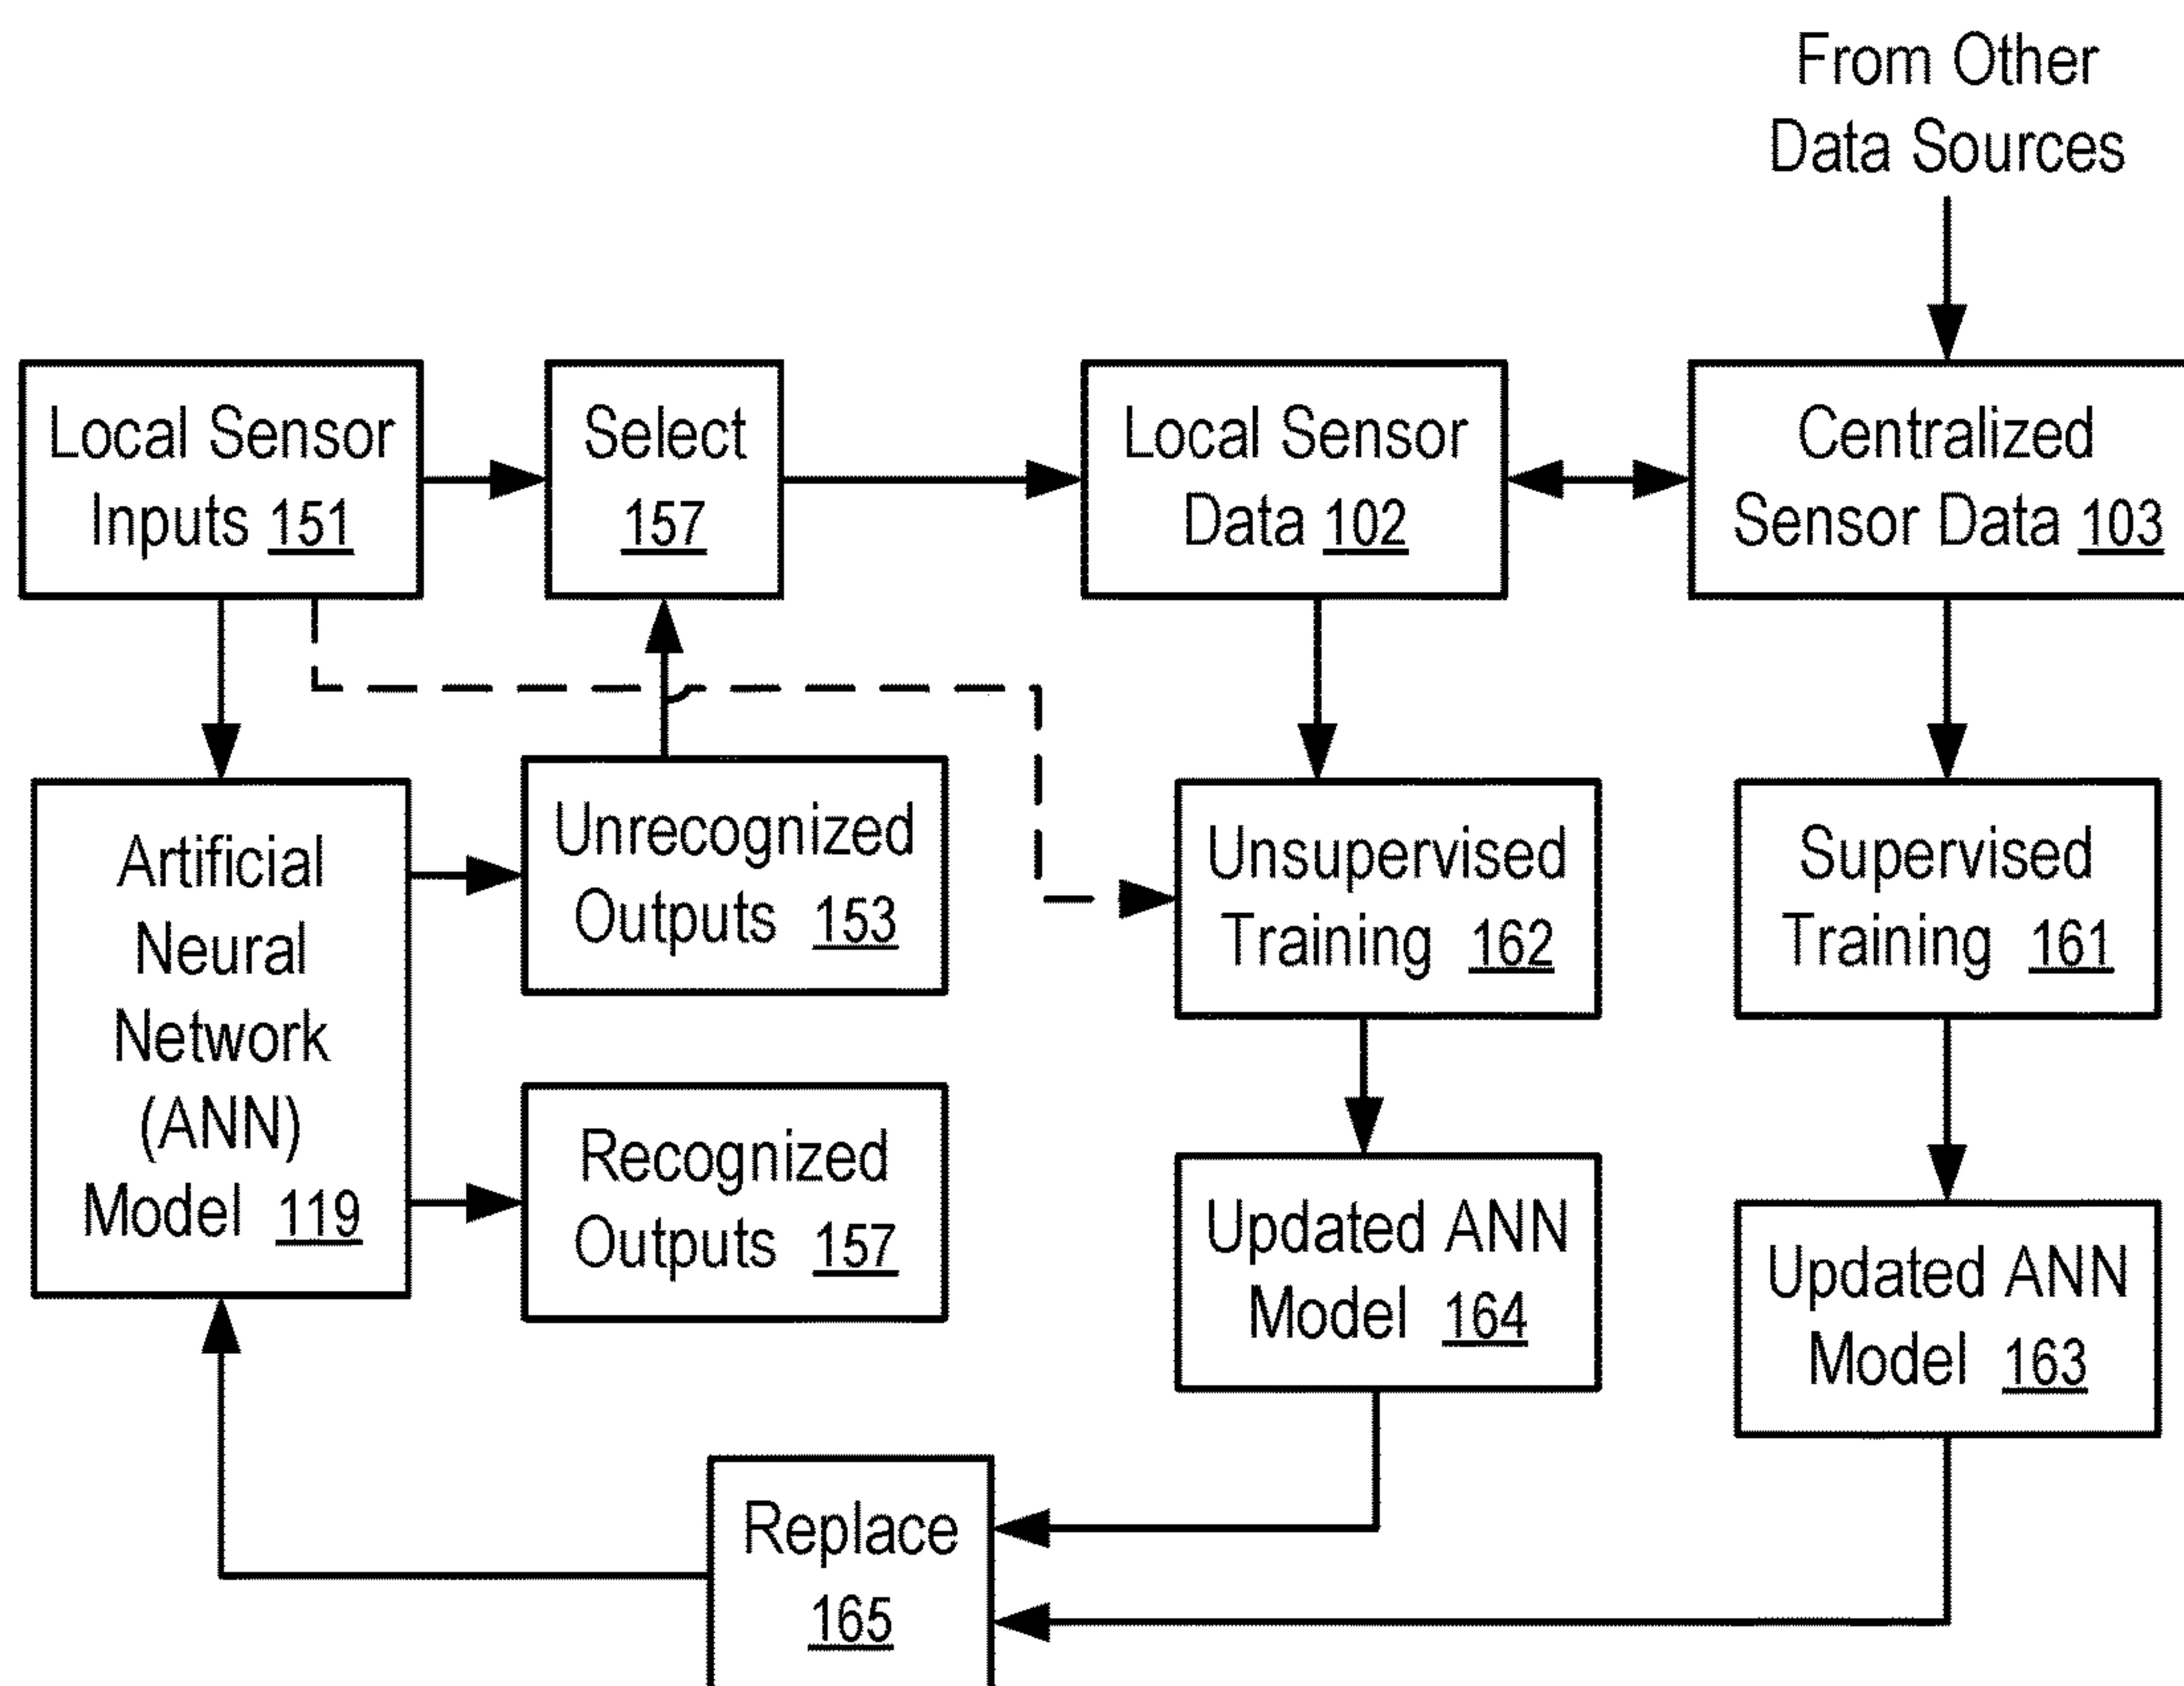 From Other
Data Sources
Local Sensor
Inputs 151
Select
157
Local Sensor
Data 102
Centralized
Sensor Data 103
Artificial
Neural
Network
(ANN)
Model 119
Unrecognized
Outputs 153
Recognized
Outputs 157
Unsupervised
Training 162
Supervised
Training 161
Updated ANN
Model 164
Updated ANN
Model 163
Replace
165